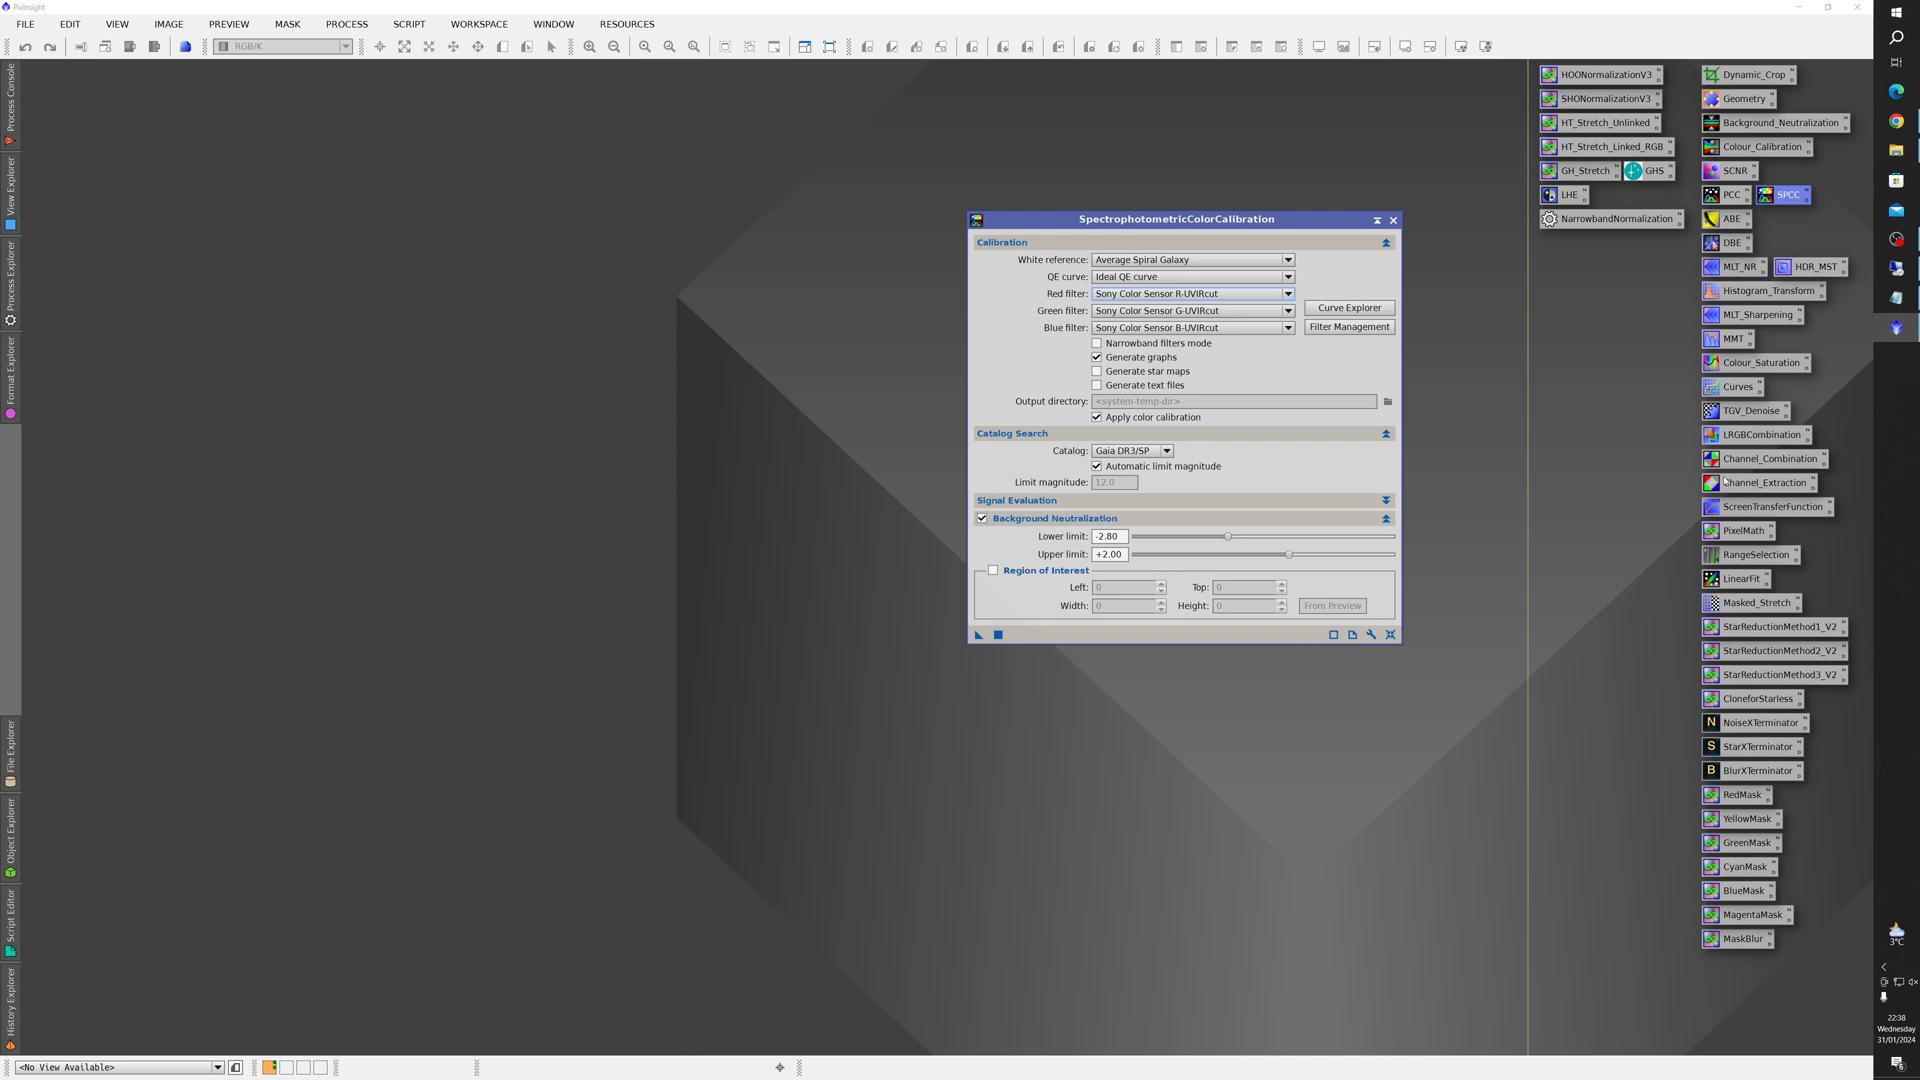 PixInsight
FILE EDIT VIEW IMAGE PREVIEW MASK PROCESS SCRIPT WORKSPACE WINDOW RESOURCES
RGB/K
Process Console
View Explorer
Process Explorer
Format Explorer
File Explorer
Object Explorer
Script Editor
History Explorer
SpectrophotometricColorCalibration
Calibration
White reference: Average Spiral Galaxy
QE curve: Ideal QE curve
Red filter: Sony Color Sensor R-UVIRcut
Green filter: Sony Color Sensor G-UVIRcut
Blue filter: Sony Color Sensor B-UVIRcut
Curve Explorer
Filter Management
Narrowband filters mode
Generate graphs
Generate star maps
Generate text files
Output directory: <system-temp-dir>
Apply color calibration
Catalog Search
Catalog: Gaia DR3/SP
Automatic limit magnitude
Limit magnitude: 12.0
Signal Evaluation
Background Neutralization
Lower limit: -2.80
Upper limit: +2.00
Region of Interest
Left: 0 Top: 0
Width: 0 Height: 0 From Preview
HOONormalizationV3
SHONormalizationV3
HT_Stretch_Unlinked
HT_Stretch_Linked_RGB
GH_Stretch GHS
LHE
NarrowbandNormalization
Dynamic_Crop
Geometry
Background_Neutralization
Colour_Calibration
SCNR
PCC SPCC
ABE
DBE
MLT_NR HDR_MST
Histogram_Transform
MLT_Sharpening
MMT
Colour_Saturation
Curves
TGV_Denoise
LRGBCombination
Channel_Combination
Channel_Extraction
ScreenTransferFunction
PixelMath
RangeSelection
LinearFit
Masked_Stretch
StarReductionMethod1_V2
StarReductionMethod2_V2
StarReductionMethod3_V2
CloneforStarless
N NoiseXTerminator
S StarXTerminator
B BlurXTerminator
RedMask
YellowMask
GreenMask
CyanMask
BlueMask
MagentaMask
MaskBlur
3°C
22:38
Wednesday
31/01/2024
<No View Available>